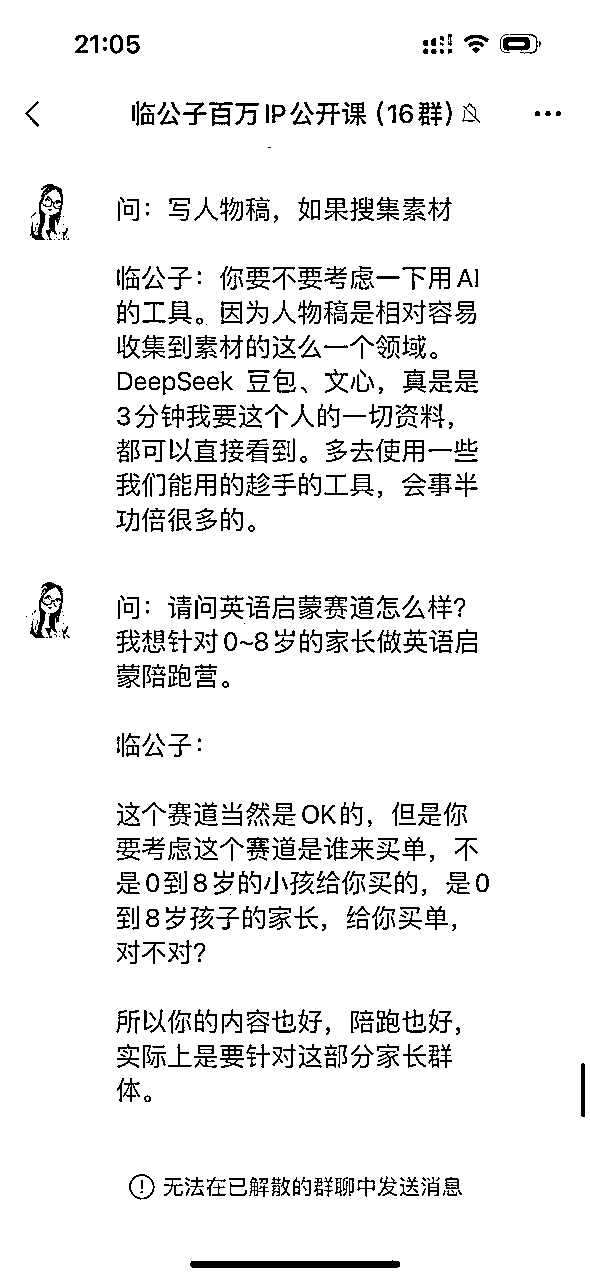 21:05
临公子百万IP公开课（16群）
问：写人物稿，如果搜集素材
临公子：你要不要考虑一下用AI
的工具。因为人物稿是相对容易
收集到素材的这么一个领域。
DeepSeek 豆包、文心，真是是
3分钟我要这个人的一切资料，
都可以直接看到。多去使用一些
我们能用的趁手的工具，会事半
功倍很多的。
问：请问英语启蒙赛道怎么样？
我想针对0~8岁的家长做英语启
蒙陪跑营。
临公子：
这个赛道当然是OK的，但是你
要考虑这个赛道是谁来买单，不
是0到8岁的小孩给你买的，是0
到8岁孩子的家长，给你买单，
对不对？
所以你的内容也好，陪跑也好，
实际上是要针对这部分家长群
体。
无法在已解散的群聊中发送消息